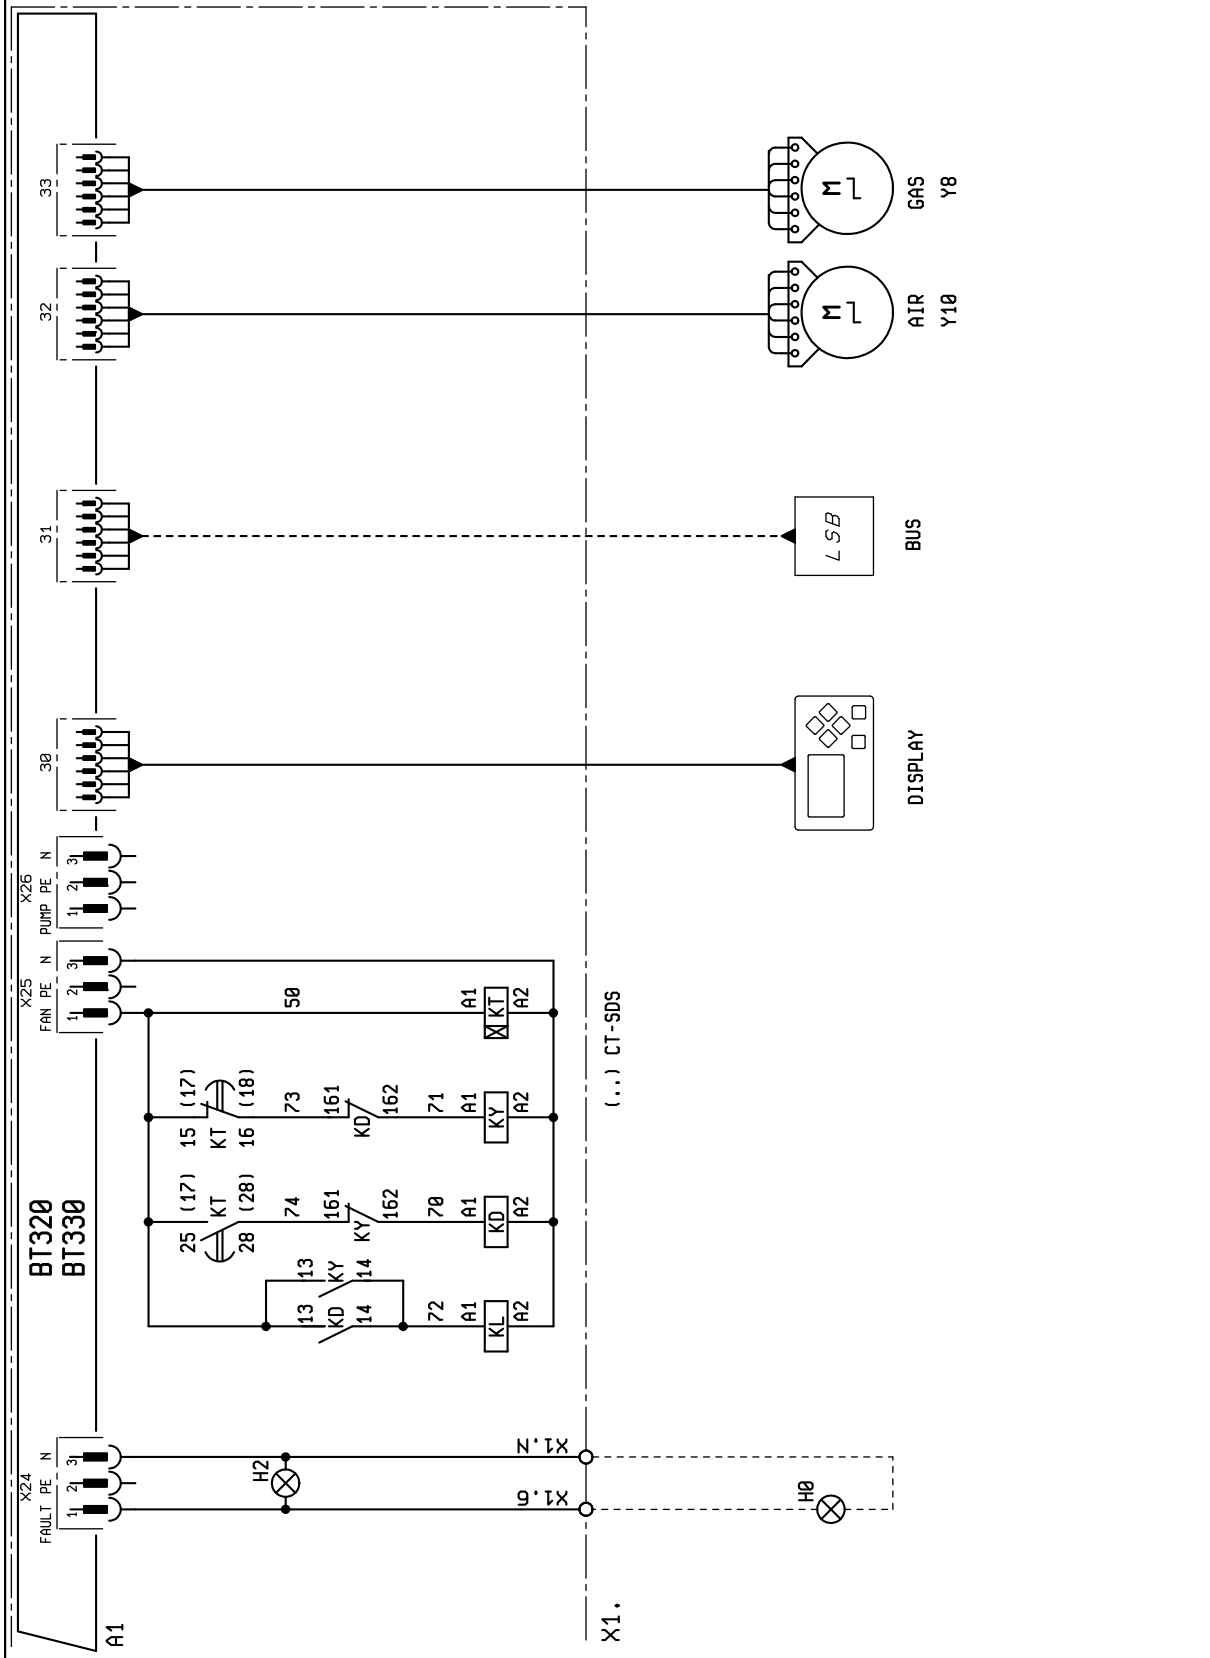 33
32
31
30
GAS
Y8
AIR
Y10
LSB
BUS
DISPLAY
X26
PUMP PE N
1 2 3
X25
FAN PE N
1 2 3
50
A1
KT
A2
15 (17)
KT
16 (18)
73
161
KD
162
71
A1
KY
A2
BT320
BT330
25 (17)
KT
28 (28)
74
161
KY
162
70
A1
KD
A2
13
KY
14
13
KD
14
72
A1
KL
A2
(..) CT-SDS
X24
FAULT PE N
1 2 3
H2
X1.N
X1.6
H0
A1
X1.